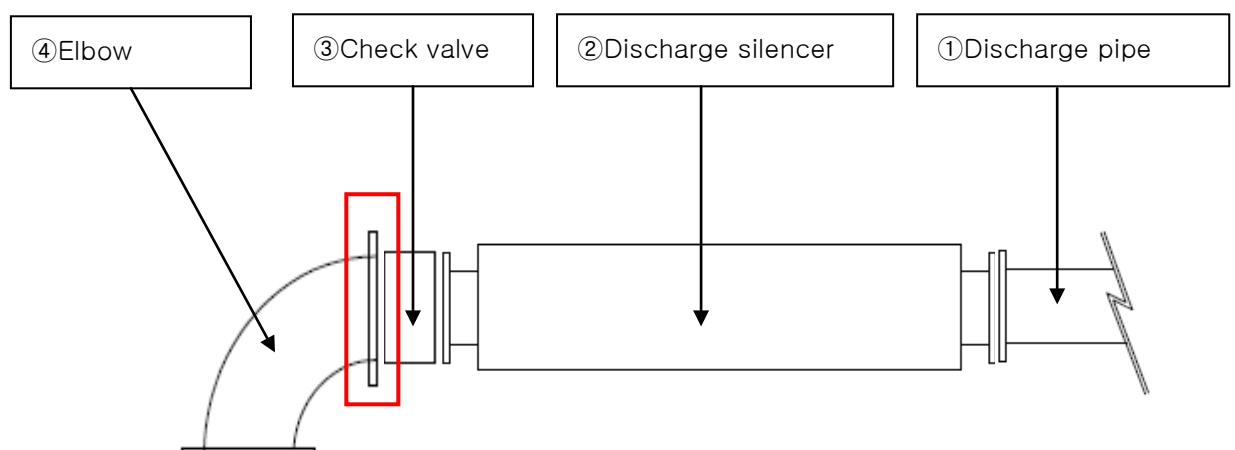 ④Elbow
③Check valve
②Discharge silencer
①Discharge pipe